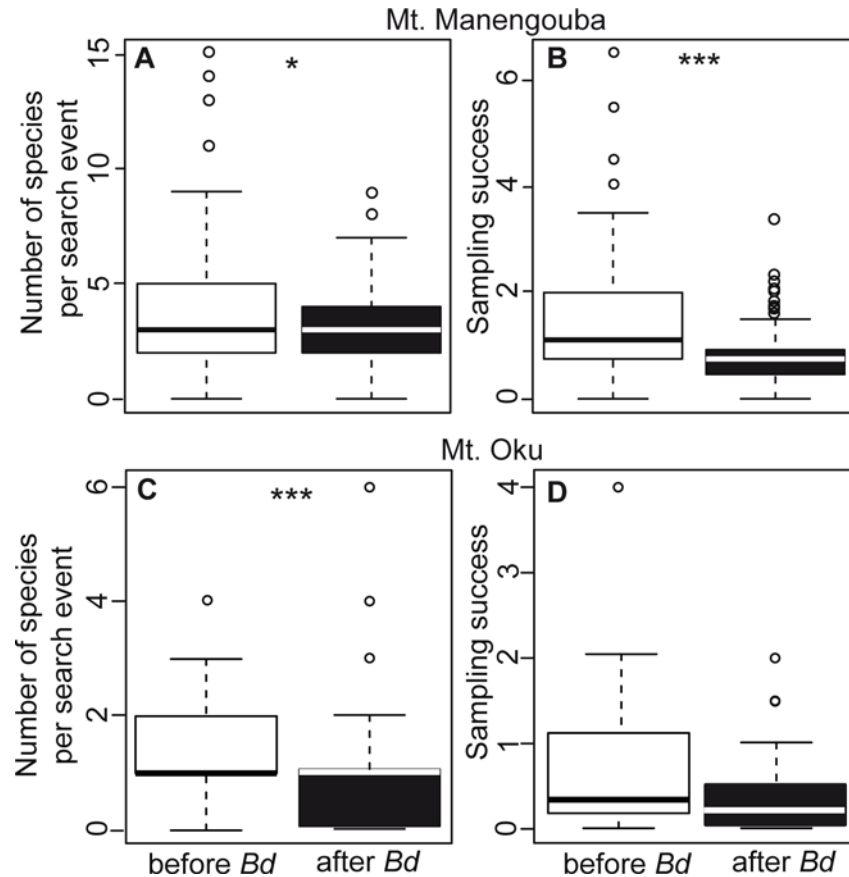 Mt. Manengouba
A
*
15
10
5
0
Number of species
per search event
B
***
6
4
2
0
Sampling success
Mt. Oku
C
***
6
4
2
0
Number of species
per search event
D
4
3
2
1
0
Sampling success
before Bd
after Bd
before Bd
after Bd